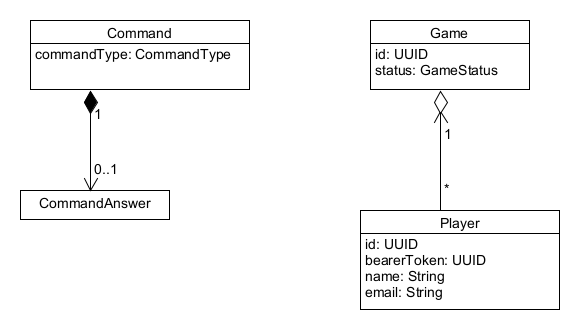 Command
commandType: CommandType
1
0..1
CommandAnswer
Game
id: UUID
status: GameStatus
1
*
Player
id: UUID
bearerToken: UUID
name: String
email: String